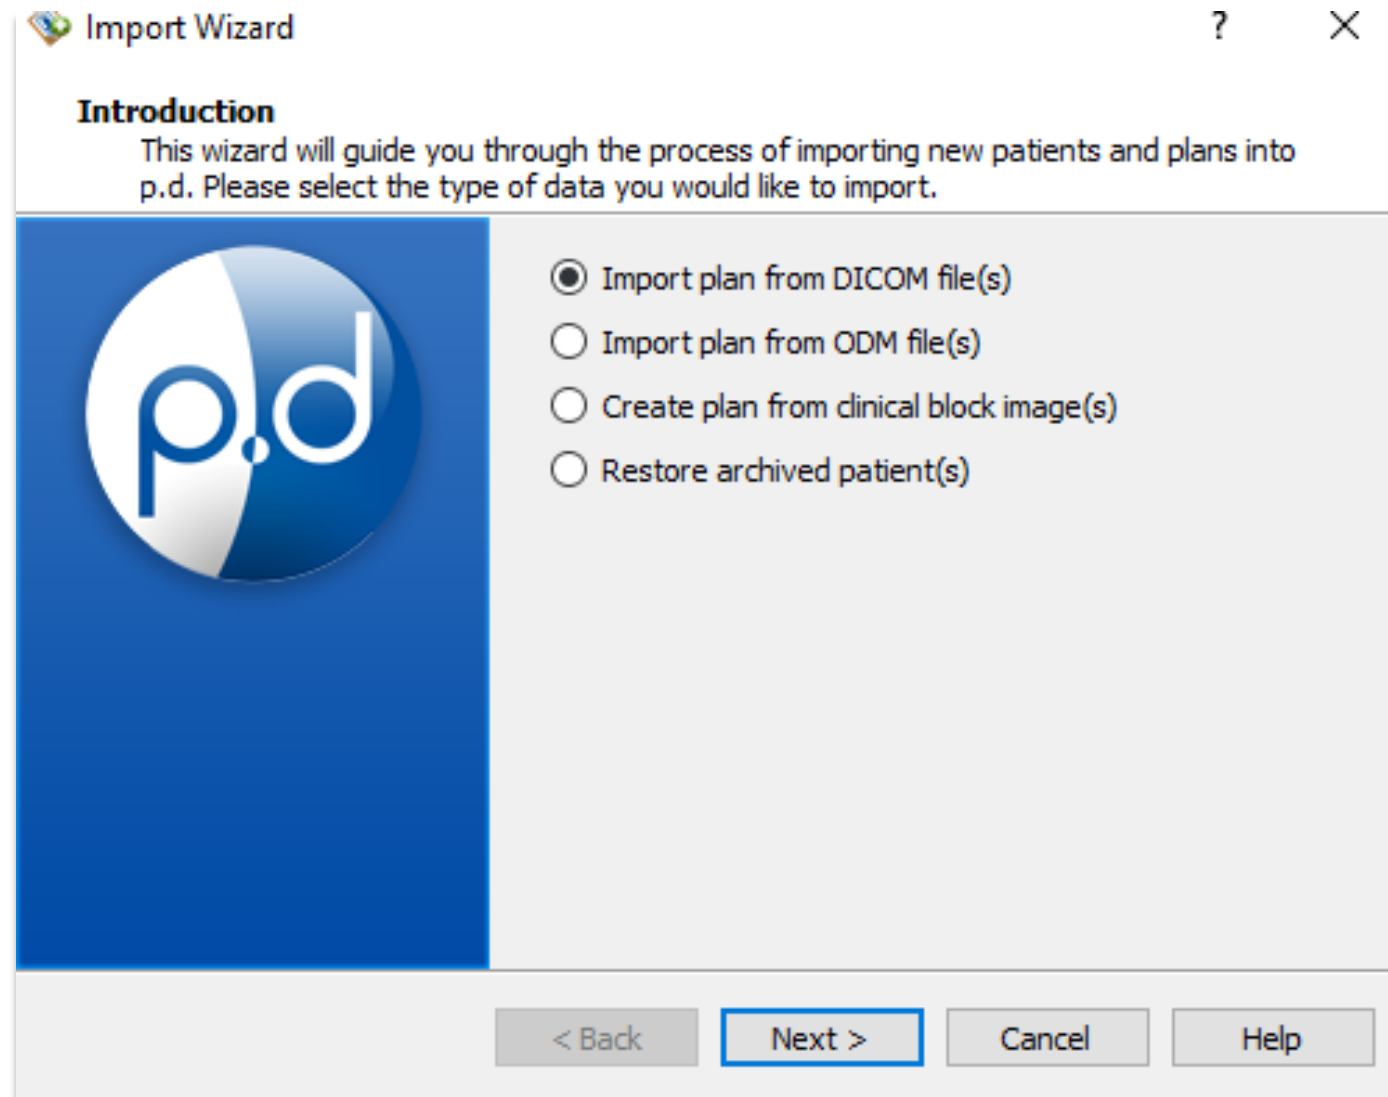 Import Wizard
?
Introduction
This wizard will guide you through the process of importing new patients and plans into
p.d. Please select the type of data you would like to import.
p.d
Import plan from DICOM file(s)
Import plan from ODM file(s)
Create plan from clinical block image(s)
Restore archived patient(s)
< Back
Next >
Cancel
Help